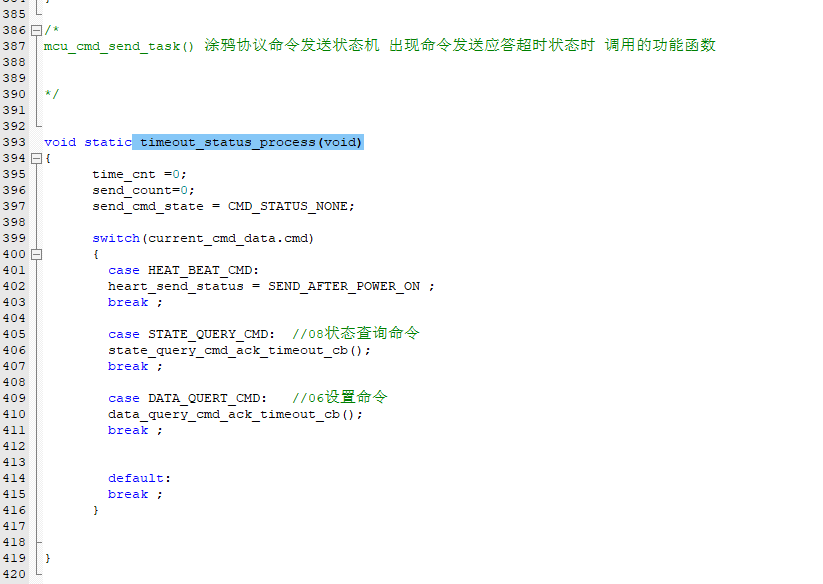 385
386 /*
387 mcu_cmd_send_task() 涂鸦协议命令发送状态机 出现命令发送应答超时状态时 调用的功能函数
388
389
390 */
391
392
393 void static timeout_status_process(void)
394 {
395 time_cnt =0;
396 send_count=0;
397 send_cmd_state = CMD_STATUS_NONE;
398
399 switch(current_cmd_data.cmd)
400 {
401 case HEAT_BEAT_CMD:
402 heart_send_status = SEND_AFTER_POWER_ON ;
403 break ;
404
405 case STATE_QUERY_CMD: //08状态查询命令
406 state_query_cmd_ack_timeout_cb();
407 break ;
408
409 case DATA_QUERT_CMD: //06设置命令
410 data_query_cmd_ack_timeout_cb();
411 break ;
412
413
414 default:
415 break ;
416 }
417
418
419 }
420